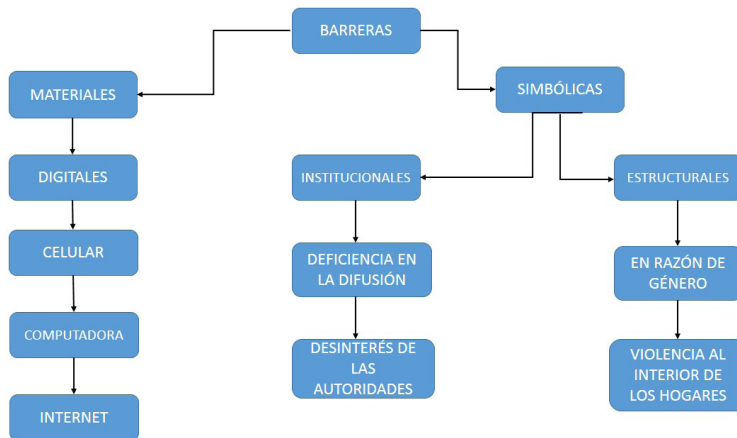 BARRERAS
MATERIALES
DIGITALES
CELULAR
COMPUTADORA
INTERNET
SIMBÓLICAS
INSTITUCIONALES
DEFICIENCIA EN
LA DIFUSIÓN
DESINTERÉS DE
LAS
AUTORIDADES
ESTRUCTURALES
EN RAZÓN DE
GÉNERO
VIOLENCIA AL
INTERIOR DE
LOS HOGARES